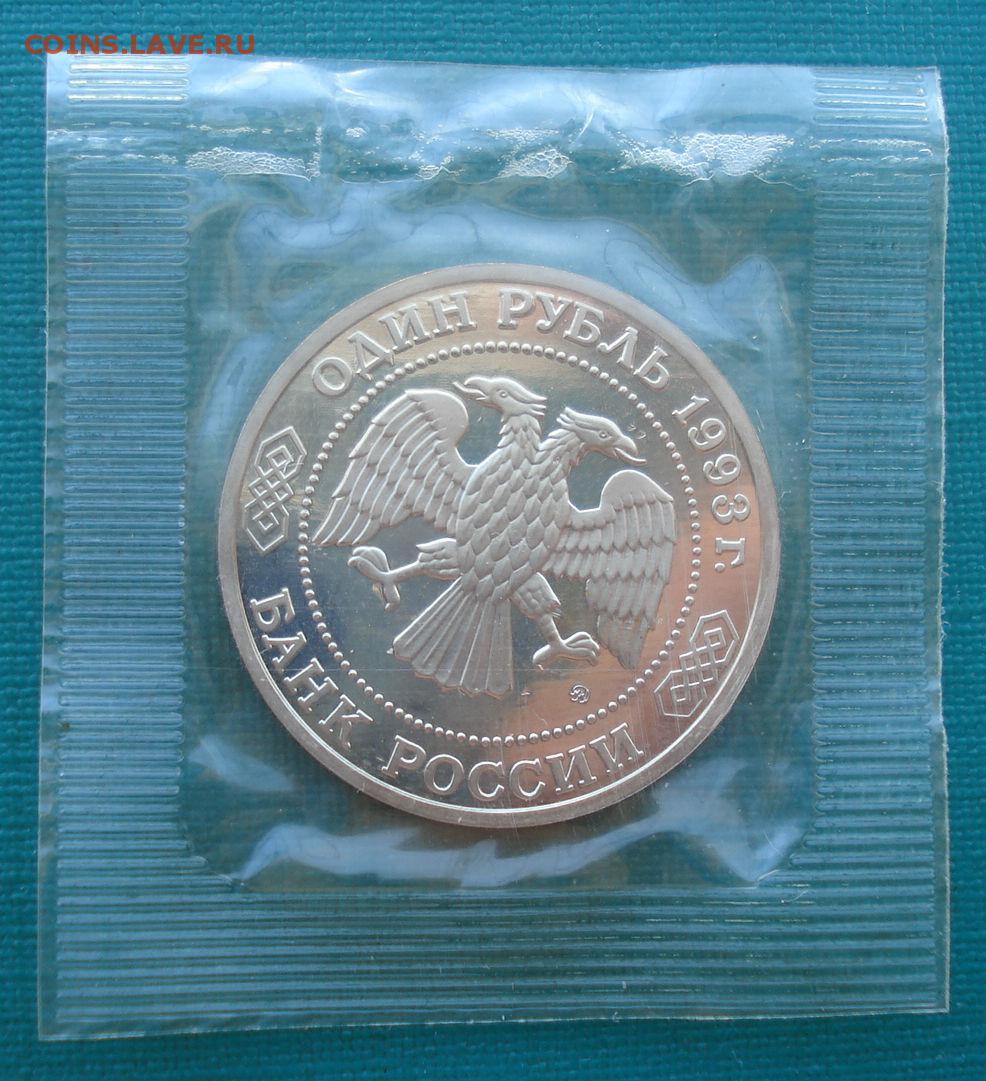 COINS.LAVE.RU
ОДИН РУБЛЬ 1993 г.
БАНК РОССИИ